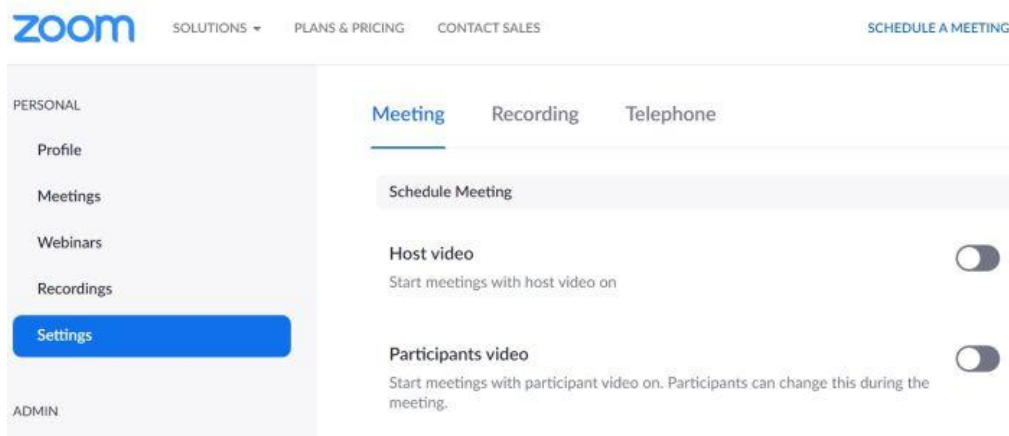 zoom SOLUTIONS PLANS & PRICING CONTACT SALES SCHEDULE A MEETING
PERSONAL
Profile
Meetings
Webinars
Recordings
Settings
ADMIN
Meeting Recording Telephone
Schedule Meeting
Host video
Start meetings with host video on
Participants video
Start meetings with participant video on. Participants can change this during the
meeting.